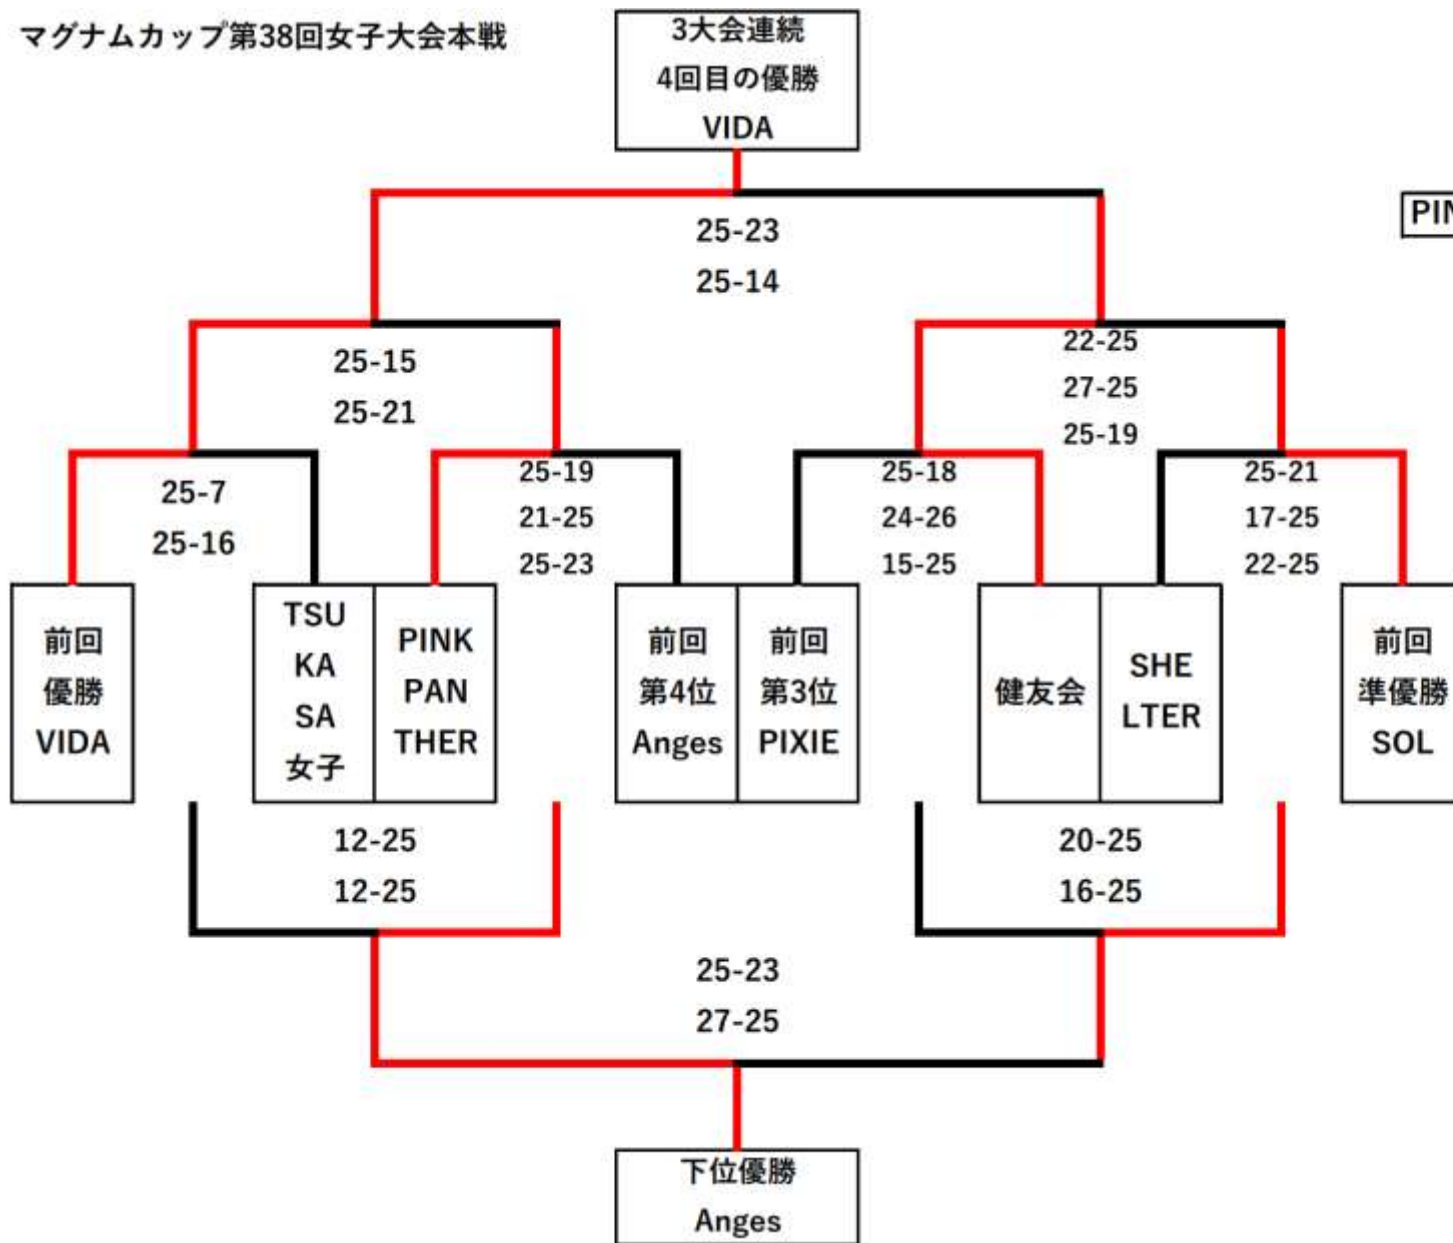 マグナムカップ第38回女子大会本戦
3大会連続
4回目の優勝
VIDA
PIN
25-23
25-14
25-15
25-21
22-25
27-25
25-19
25-7
25-16
25-19
21-25
25-23
25-18
24-26
15-25
25-21
17-25
22-25
前回
優勝
VIDA
TSU
KA
SA
女子
PINK
PAN
THER
前回
第4位
Anges
前回
第3位
PIXIE
健友会
SHE
LTER
前回
準優勝
SOL
12-25
12-25
20-25
16-25
25-23
27-25
下位優勝
Anges